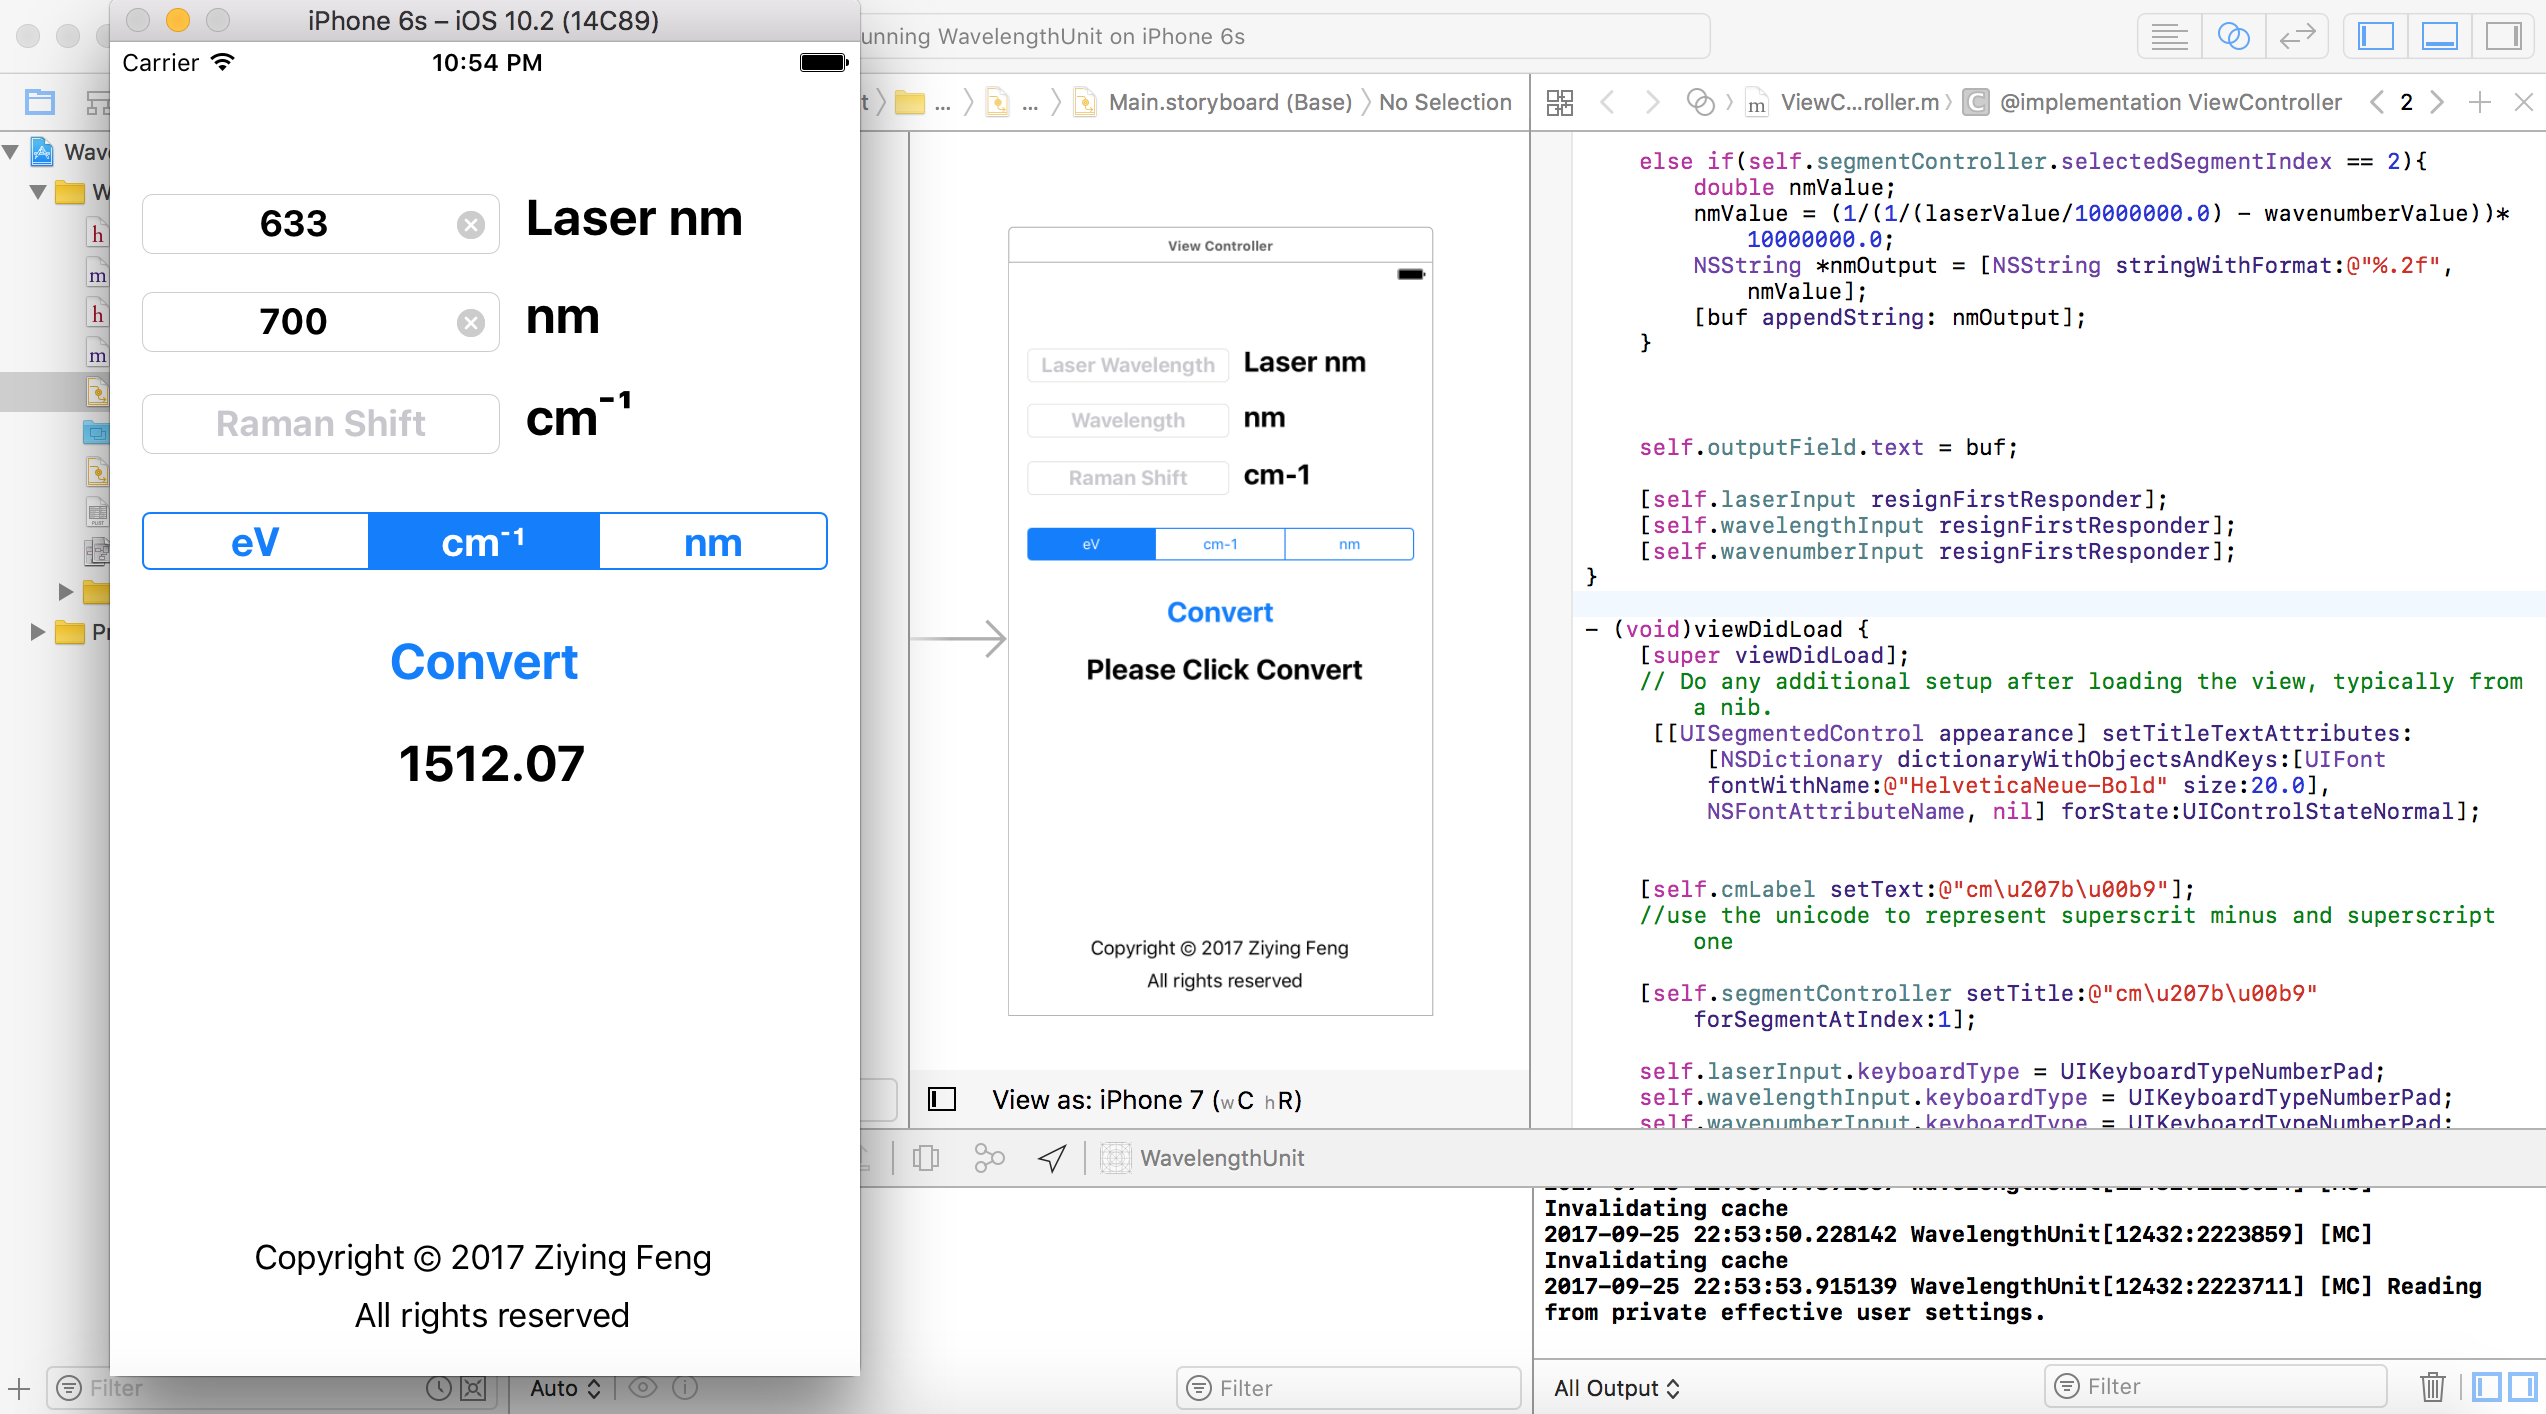 iPhone 6s – iOS 10.2 (14C89)
unning WavelengthUnit on iPhone 6s
Carrier
10:54 PM
633
Laser nm
700
nm
Raman Shift
cm⁻¹
eV
cm⁻¹
nm
Convert
1512.07
Copyright © 2017 Ziying Feng
All rights reserved
Wav
W
h
m
h
m
Pr
Filter
Auto
t
...
...
Main.storyboard (Base)
No Selection
View Controller
Laser Wavelength
Laser nm
Wavelength
nm
Raman Shift
cm-1
eV
cm-1
nm
Convert
Please Click Convert
Copyright © 2017 Ziying Feng
All rights reserved
View as: iPhone 7 (wC hR)
WavelengthUnit
Filter
m
ViewC...roller.m
C
@implementation ViewController
2
else if(self.segmentController.selectedSegmentIndex == 2){
double nmValue;
nmValue = (1/(1/(laserValue/10000000.0) - wavenumberValue))*
10000000.0;
NSString *nmOutput = [NSString stringWithFormat:@"%.2f",
nmValue];
[buf appendString: nmOutput];
}
self.outputField.text = buf;
[self.laserInput resignFirstResponder];
[self.wavelengthInput resignFirstResponder];
[self.wavenumberInput resignFirstResponder];
}
- (void)viewDidLoad {
[super viewDidLoad];
// Do any additional setup after loading the view, typically from
a nib.
[[UISegmentedControl appearance] setTitleTextAttributes:
[NSDictionary dictionaryWithObjectsAndKeys:[UIFont
fontWithName:@"HelveticaNeue-Bold" size:20.0],
NSFontAttributeName, nil] forState:UIControlStateNormal];
[self.cmLabel setText:@"cm\u207b\u00b9"];
//use the unicode to represent superscrit minus and superscript
one
[self.segmentController setTitle:@"cm\u207b\u00b9"
forSegmentAtIndex:1];
self.laserInput.keyboardType = UIKeyboardTypeNumberPad;
self.wavelengthInput.keyboardType = UIKeyboardTypeNumberPad;
self.wavenumberInput.keyboardType = UIKeyboardTypeNumberPad;
Invalidating cache
2017-09-25 22:53:50.228142 WavelengthUnit[12432:2223859] [MC]
Invalidating cache
2017-09-25 22:53:53.915139 WavelengthUnit[12432:2223711] [MC] Reading
from private effective user settings.
All Output
Filter